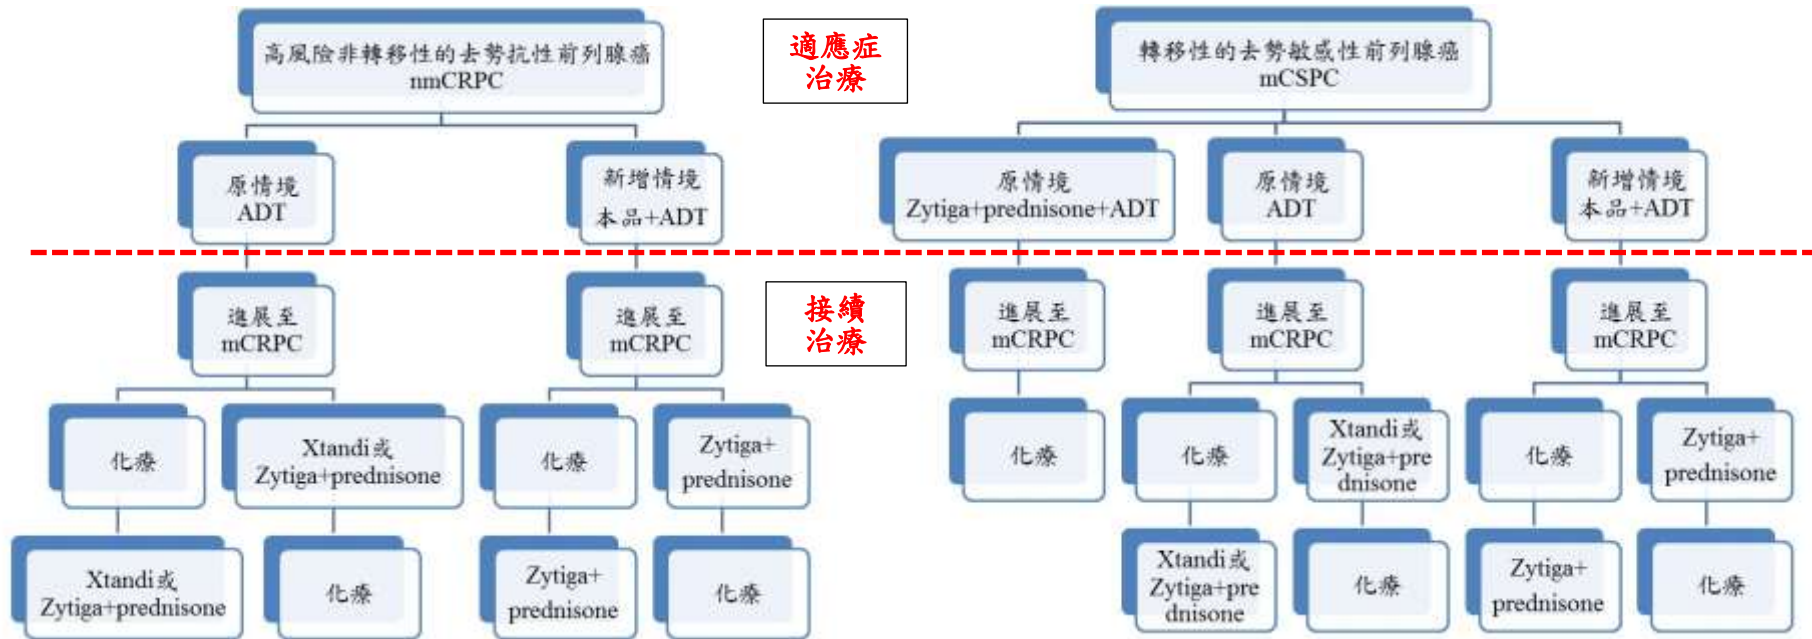 高風險非轉移性的去勢抗性前列腺癌
nmCRPC
適應症
治療
轉移性的去勢敏感性前列腺癌
mCSPC
原情境
ADT
新增情境
本品+ADT
原情境
Zytiga+prednisone+ADT
原情境
ADT
新增情境
本品+ADT
進展至
mCRPC
進展至
mCRPC
接續
治療
進展至
mCRPC
進展至
mCRPC
進展至
mCRPC
化療
Xtandi或
Zytiga+prednisone
化療
Zytiga+
prednisone
化療
化療
Xtandi或
Zytiga+pre
dnisone
化療
Zytiga+
prednisone
Xtandi或
Zytiga+prednisone
化療
Zytiga+
prednisone
化療
Xtandi或
Zytiga+pre
dnisone
化療
Zytiga+
prednisone
化療